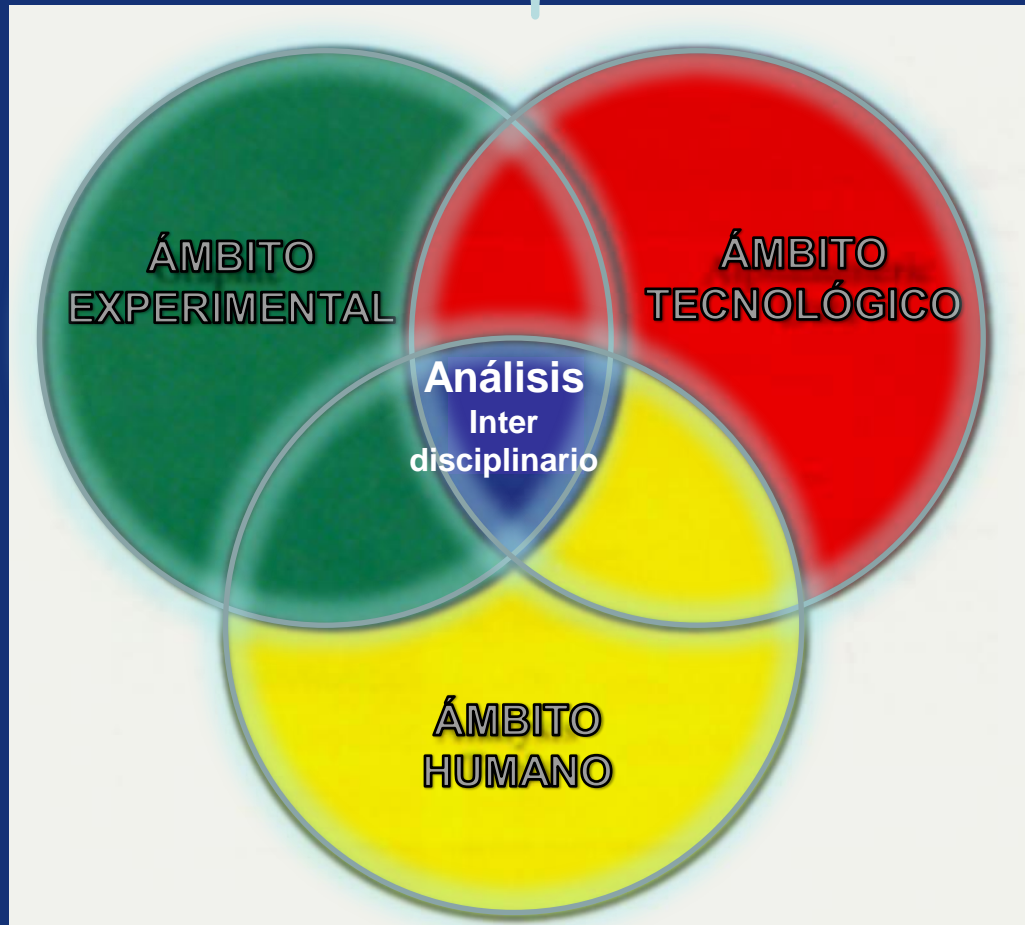 ÁMBITO
EXPERIMENTAL
ÁMBITO
TECNOLÓGICO
Análisis
Inter
disciplinario
ÁMBITO
HUMANO